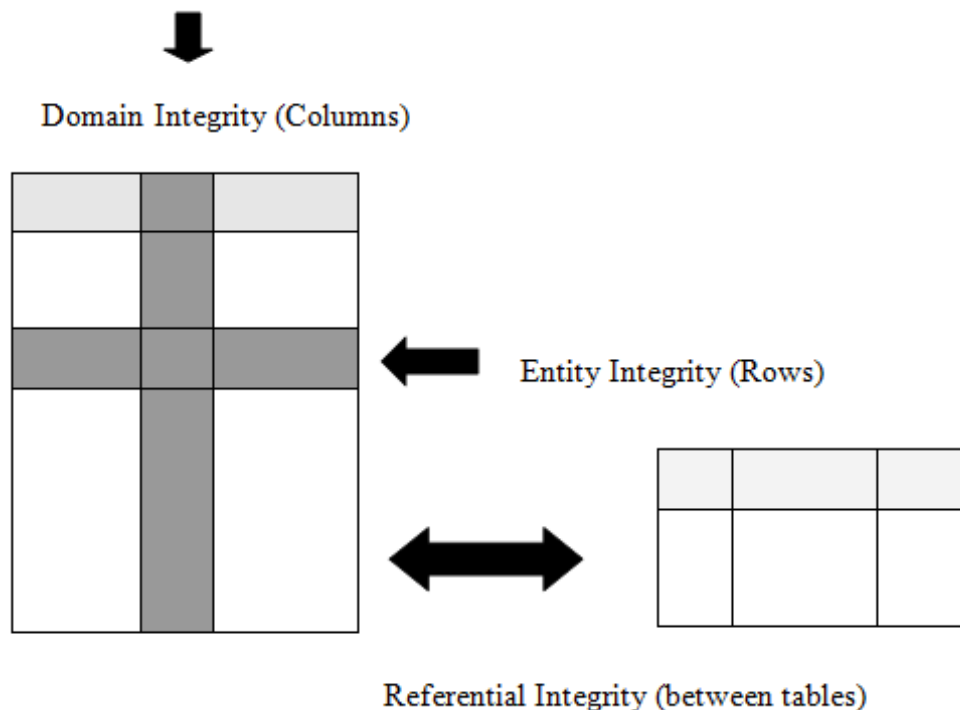 Domain Integrity (Columns)
Entity Integrity (Rows)
Referential Integrity (between tables)